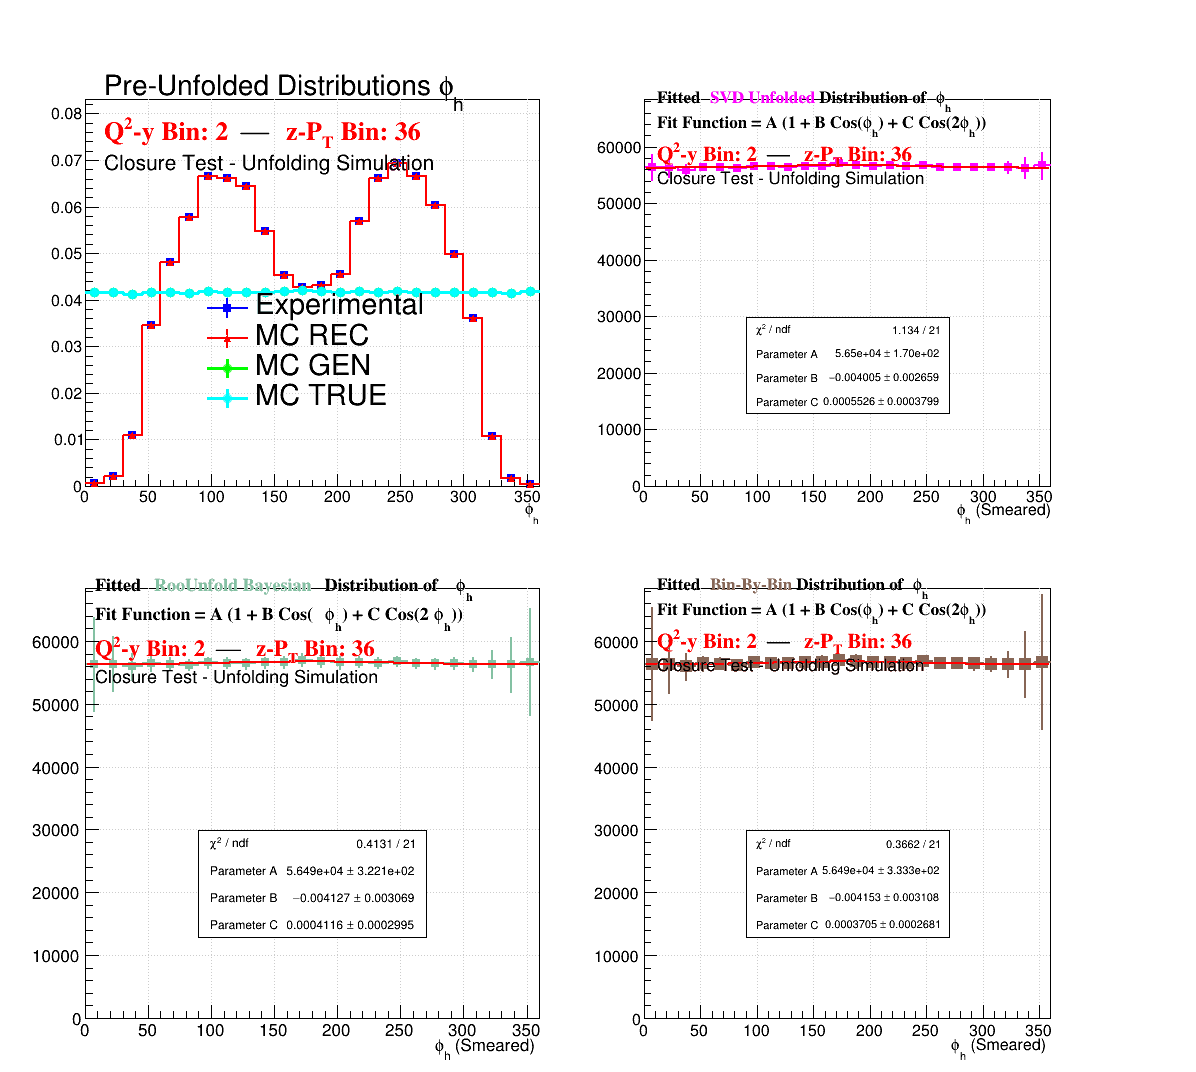 Pre-Unfolded Distributions ϕh
Q²-y Bin: 2 — z-PT Bin: 36
Closure Test - Unfolding Simulation
0.08
0.07
0.06
0.05
0.04
0.03
0.02
0.01
0
Experimental
MC REC
MC GEN
MC TRUE
0 50 100 150 200 250 300 350
ϕh
Fitted SVD Unfolded Distribution of ϕh
Fit Function = A (1 + B Cos(ϕh) + C Cos(2ϕh))
Q²-y Bin: 2 — z-PT Bin: 36
Closure Test - Unfolding Simulation
60000
50000
40000
30000
20000
10000
0
χ² / ndf 1.134 / 21
Parameter A 5.65e+04 ± 1.70e+02
Parameter B −0.004005 ± 0.002659
Parameter C 0.0005526 ± 0.0003799
0 50 100 150 200 250 300 350
ϕh (Smeared)
Fitted RooUnfold Bayesian Distribution of ϕh
Fit Function = A (1 + B Cos( ϕh) + C Cos(2 ϕh))
Q²-y Bin: 2 — z-PT Bin: 36
Closure Test - Unfolding Simulation
60000
50000
40000
30000
20000
10000
0
χ² / ndf 0.4131 / 21
Parameter A 5.649e+04 ± 3.221e+02
Parameter B −0.004127 ± 0.003069
Parameter C 0.0004116 ± 0.0002995
0 50 100 150 200 250 300 350
ϕh (Smeared)
Fitted Bin-By-Bin Distribution of ϕh
Fit Function = A (1 + B Cos(ϕh) + C Cos(2ϕh))
Q²-y Bin: 2 — z-PT Bin: 36
Closure Test - Unfolding Simulation
60000
50000
40000
30000
20000
10000
0
χ² / ndf 0.3662 / 21
Parameter A 5.649e+04 ± 3.333e+02
Parameter B −0.004153 ± 0.003108
Parameter C 0.0003705 ± 0.0002681
0 50 100 150 200 250 300 350
ϕh (Smeared)